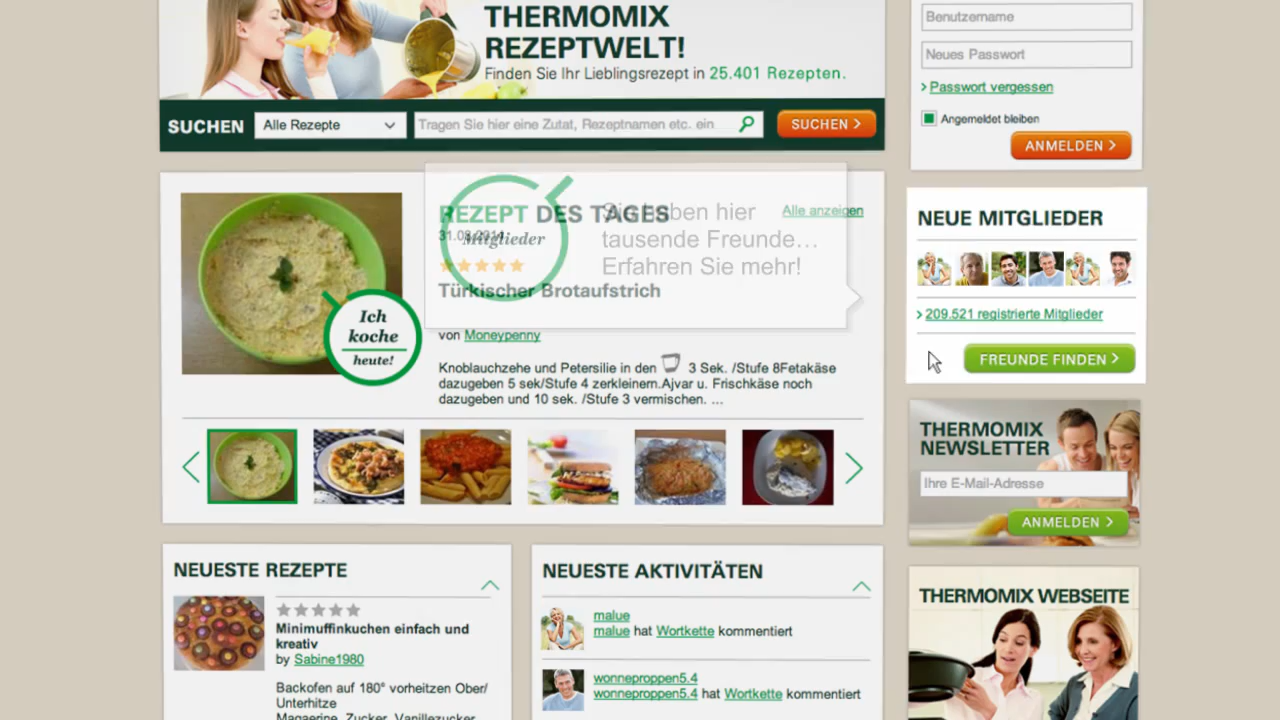 THERMOMIX
REZEPTWELT!
Finden Sie Ihr Lieblingsrezept in 25.401 Rezepten.
SUCHEN
Alle Rezepte
Tragen Sie hier eine Zutat, Rezeptnamen etc. ein
SUCHEN
Benutzername
Neues Passwort
Passwort vergessen
Angemeldet bleiben
ANMELDEN
REZEPT DES TAGES
Alle anzeigen
Türkischer Brotaufstrich
von Moneypenny
Knoblauchzehe und Petersilie in den 3 Sek. /Stufe 8Fetakäse
dazugeben 5 sek/Stufe 4 zerkleinern.Ajvar u. Frischkäse noch
dazugeben und 10 sek. /Stufe 3 vermischen. ...
Ich
koche
heute!
Mitglieder
Sie haben hier
tausende Freunde...
Erfahren Sie mehr!
NEUE MITGLIEDER
209.521 registrierte Mitglieder
FREUNDE FINDEN
THERMOMIX
NEWSLETTER
Ihre E-Mail-Adresse
ANMELDEN
NEUESTE REZEPTE
Minimuffinkuchen einfach und
kreativ
by Sabine1980
Backofen auf 180° vorheitzen Ober/
Unterhitze
Magaerine, Zucker, Vanillezucker
NEUESTE AKTIVITÄTEN
malue
malue hat Wortkette kommentiert
wonneproppen5.4
wonneproppen5.4 hat Wortkette kommentiert
THERMOMIX WEBSEITE